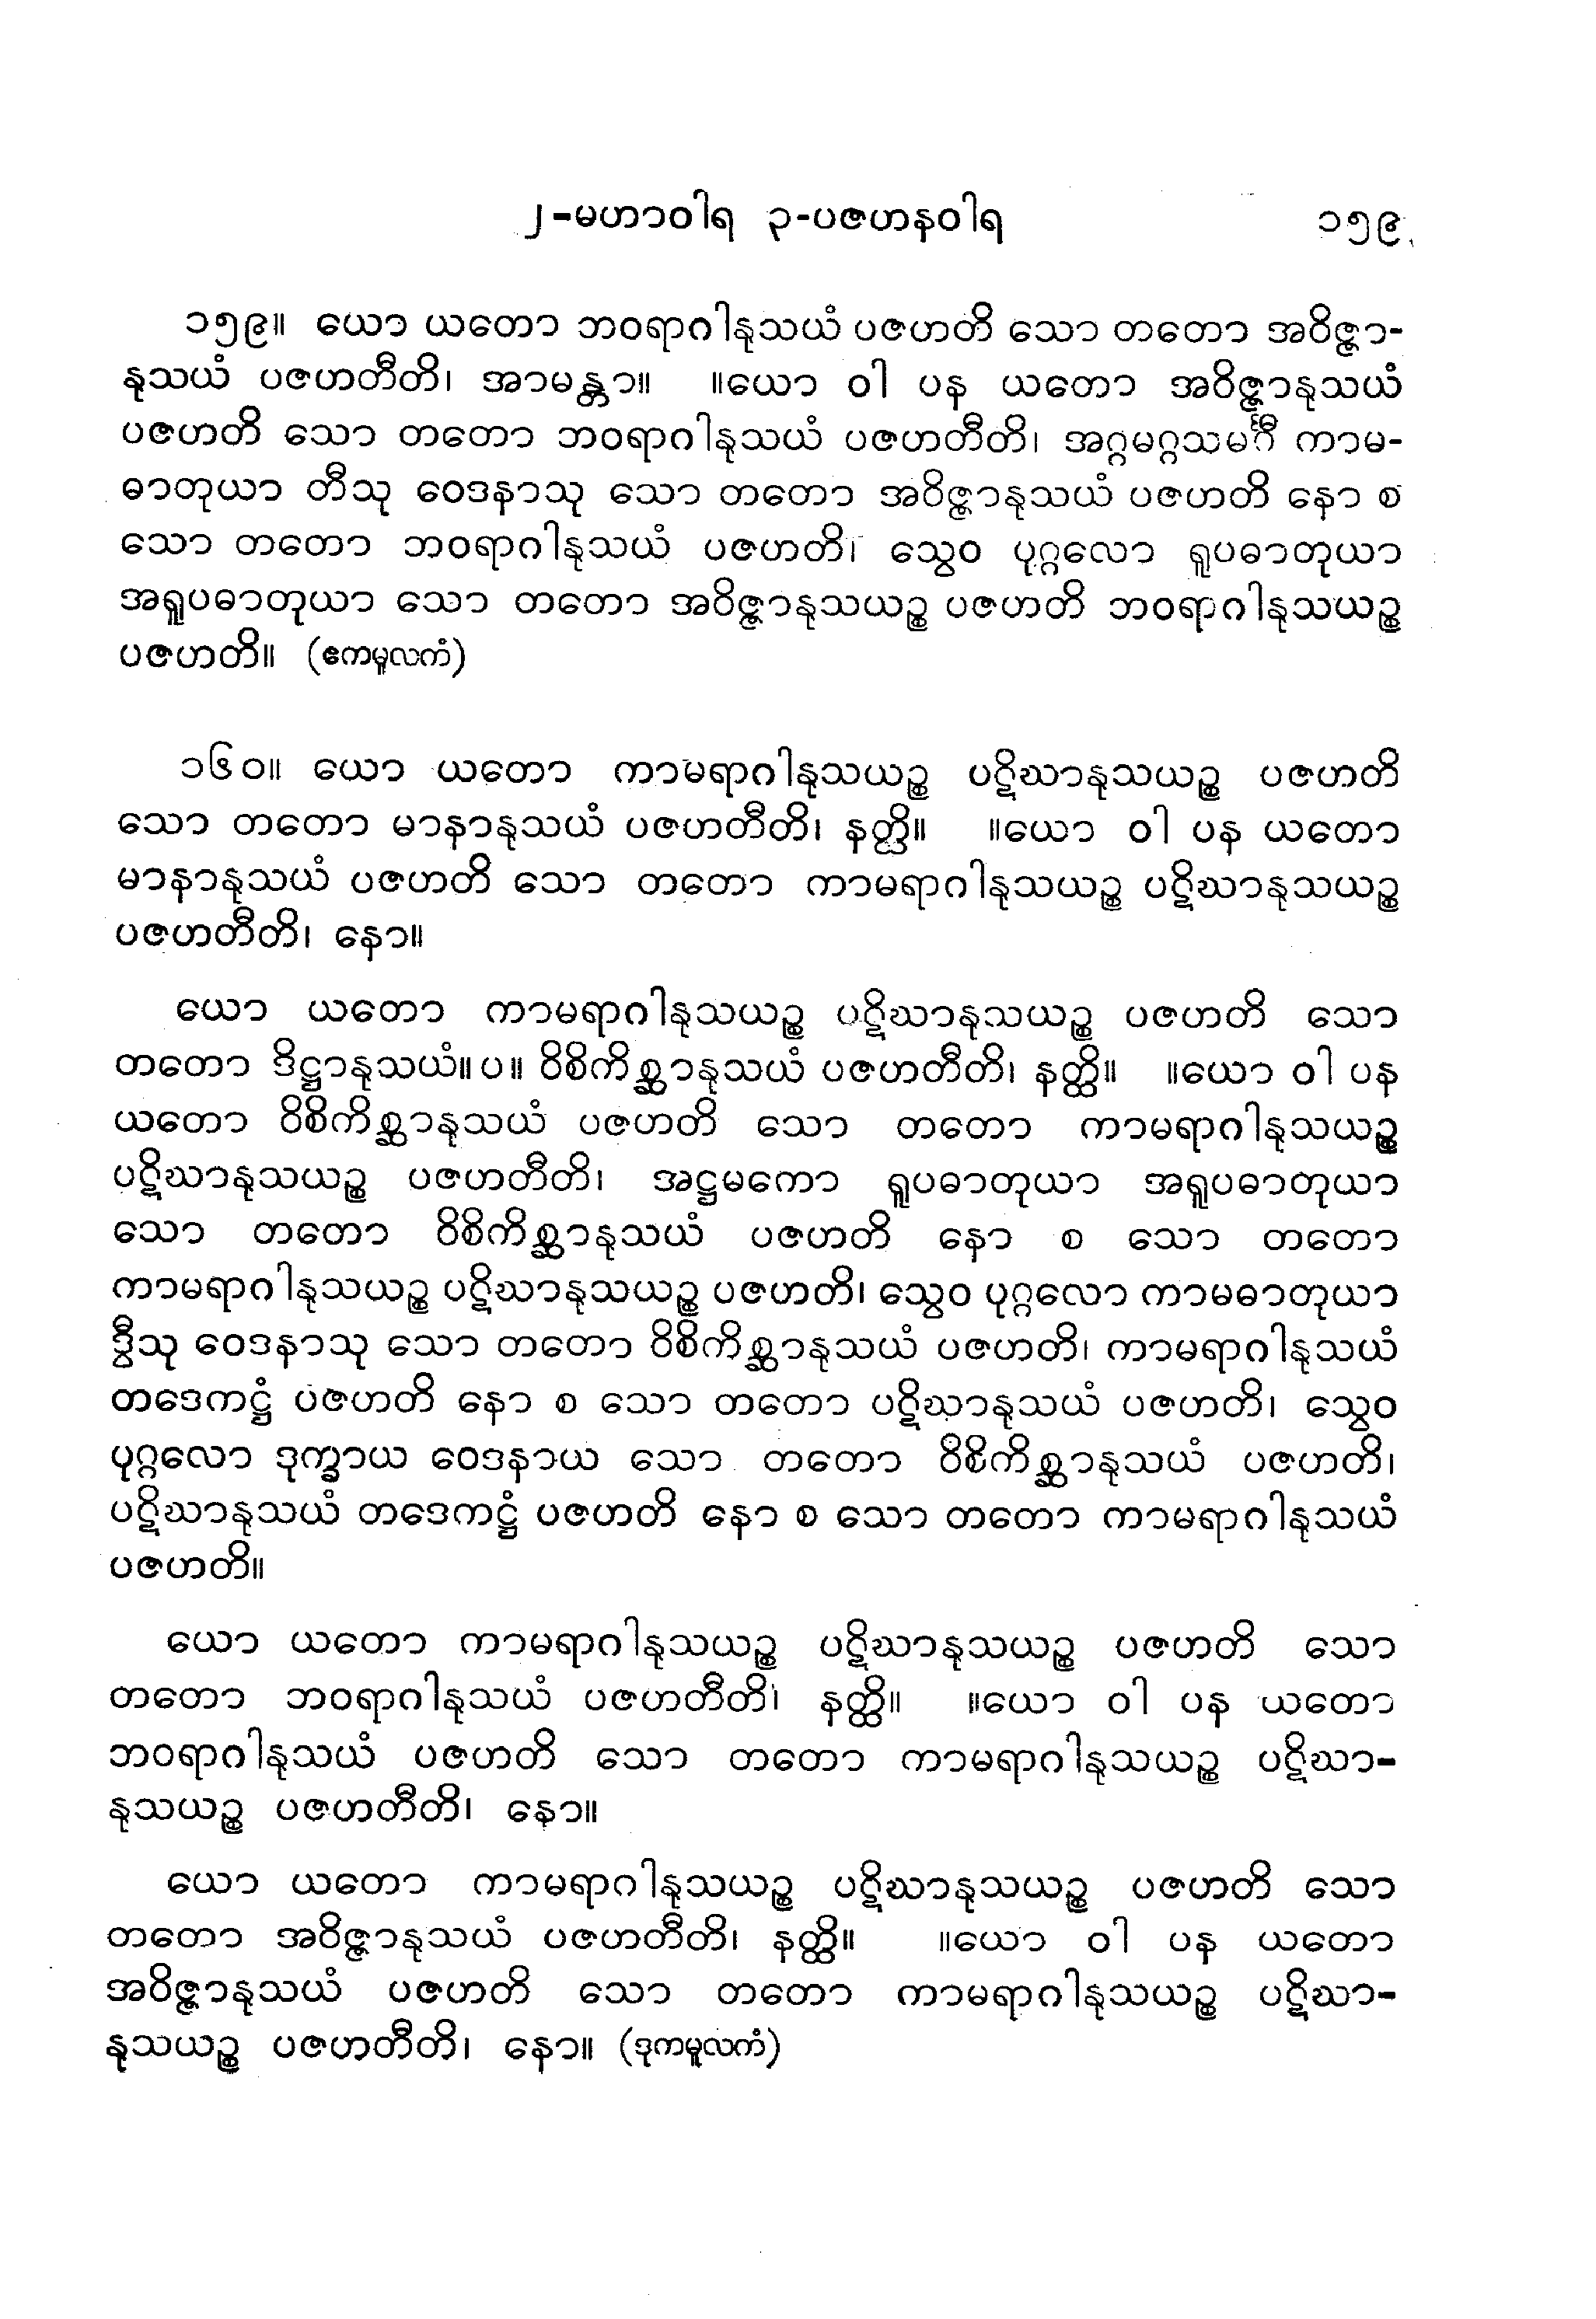 ၂-မဟာဝါရ ၃-ပဇဟနဝါရ ၁၅၉
၁၅၉။ ယော ယတော ဘဝရာဂါနုသယံ ပဇဟတိ သော တတော အဝိဇ္ဇာ-
နုသယံ ပဇဟတီတိ၊ အာမန္တာ။ ။ယော ဝါ ပန ယတော အဝိဇ္ဇာနုသယံ
ပဇဟတိ သော တတော ဘဝရာဂါနုသယံ ပဇဟတီတိ၊ အဂ္ဂမဂ္ဂသမင်္ဂီ ကာမ-
ဓာတုယာ တီသု ဝေဒနာသု သော တတော အဝိဇ္ဇာနုသယံ ပဇဟတိ နော စ
သော တတော ဘဝရာဂါနုသယံ ပဇဟတိ၊ သွေဝ ပုဂ္ဂလော ရူပဓာတုယာ
အရူပဓာတုယာ သော တတော အဝိဇ္ဇာနုသယဉ္စ ပဇဟတိ ဘဝရာဂါနုသယဉ္စ
ပဇဟတိ။ (ဧကမူလကံ)
၁၆၀။ ယော ယတော ကာမရာဂါနုသယဉ္စ ပဋိဃာနုသယဉ္စ ပဇဟတိ
သော တတော မာနာနုသယံ ပဇဟတီတိ၊ နတ္ထိ။ ။ယော ဝါ ပန ယတော
မာနာနုသယံ ပဇဟတိ သော တတော ကာမရာဂါနုသယဉ္စ ပဋိဃာနုသယဉ္စ
ပဇဟတီတိ၊ နော။
ယော ယတော ကာမရာဂါနုသယဉ္စ ပဋိဃာနုသယဉ္စ ပဇဟတိ သော
တတော ဒိဋ္ဌာနုသယံ။ပ။ ဝိစိကိစ္ဆာနုသယံ ပဇဟတီတိ၊ နတ္ထိ။ ။ယော ဝါ ပန
ယတော ဝိစိကိစ္ဆာနုသယံ ပဇဟတိ သော တတော ကာမရာဂါနုသယဉ္စ
ပဋိဃာနုသယဉ္စ ပဇဟတီတိ၊ အဋ္ဌမကော ရူပဓာတုယာ အရူပဓာတုယာ
သော တတော ဝိစိကိစ္ဆာနုသယံ ပဇဟတိ နော စ သော တတော
ကာမရာဂါနုသယဉ္စ ပဋိဃာနုသယဉ္စ ပဇဟတိ၊ သွေဝ ပုဂ္ဂလော ကာမဓာတုယာ
ဒွီသု ဝေဒနာသု သော တတော ဝိစိကိစ္ဆာနုသယံ ပဇဟတိ၊ ကာမရာဂါနုသယံ
တဒေကဋ္ဌံ ပဇဟတိ နော စ သော တတော ပဋိဃာနုသယံ ပဇဟတိ၊ သွေဝ
ပုဂ္ဂလော ဒုက္ခာယ ဝေဒနာယ သော တတော ဝိစိကိစ္ဆာနုသယံ ပဇဟတိ၊
ပဋိဃာနုသယံ တဒေကဋ္ဌံ ပဇဟတိ နော စ သော တတော ကာမရာဂါနုသယံ
ပဇဟတိ။
ယော ယတော ကာမရာဂါနုသယဉ္စ ပဋိဃာနုသယဉ္စ ပဇဟတိ သော
တတော ဘဝရာဂါနုသယံ ပဇဟတီတိ၊ နတ္ထိ။ ။ယော ဝါ ပန ယတော
ဘဝရာဂါနုသယံ ပဇဟတိ သော တတော ကာမရာဂါနုသယဉ္စ ပဋိဃာ-
နုသယဉ္စ ပဇဟတီတိ၊ နော။
ယော ယတော ကာမရာဂါနုသယဉ္စ ပဋိဃာနုသယဉ္စ ပဇဟတိ သော
တတော အဝိဇ္ဇာနုသယံ ပဇဟတီတိ၊ နတ္ထိ။ ။ယော ဝါ ပန ယတော
အဝိဇ္ဇာနုသယံ ပဇဟတိ သော တတော ကာမရာဂါနုသယဉ္စ ပဋိဃာ-
နုသယဉ္စ ပဇဟတီတိ၊ နော။ (ဒုကမူလကံ)